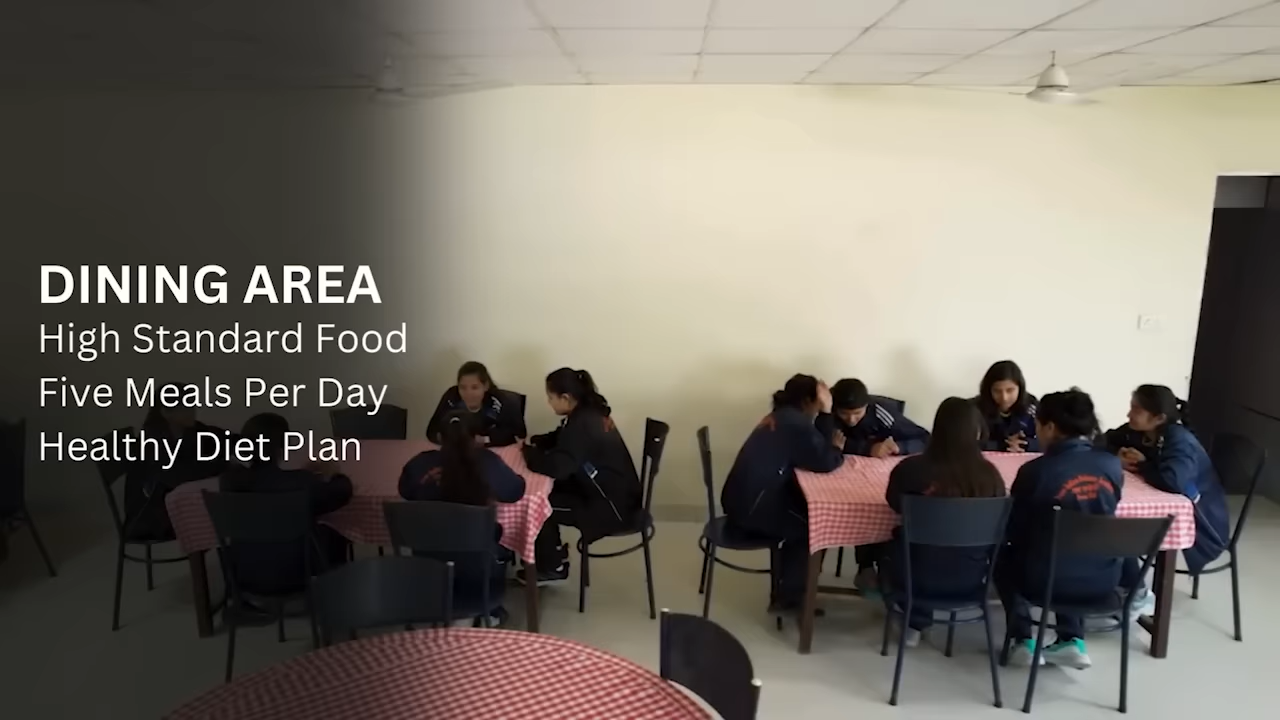 DINING AREA
High Standard Food
Five Meals Per Day
Healthy Diet Plan